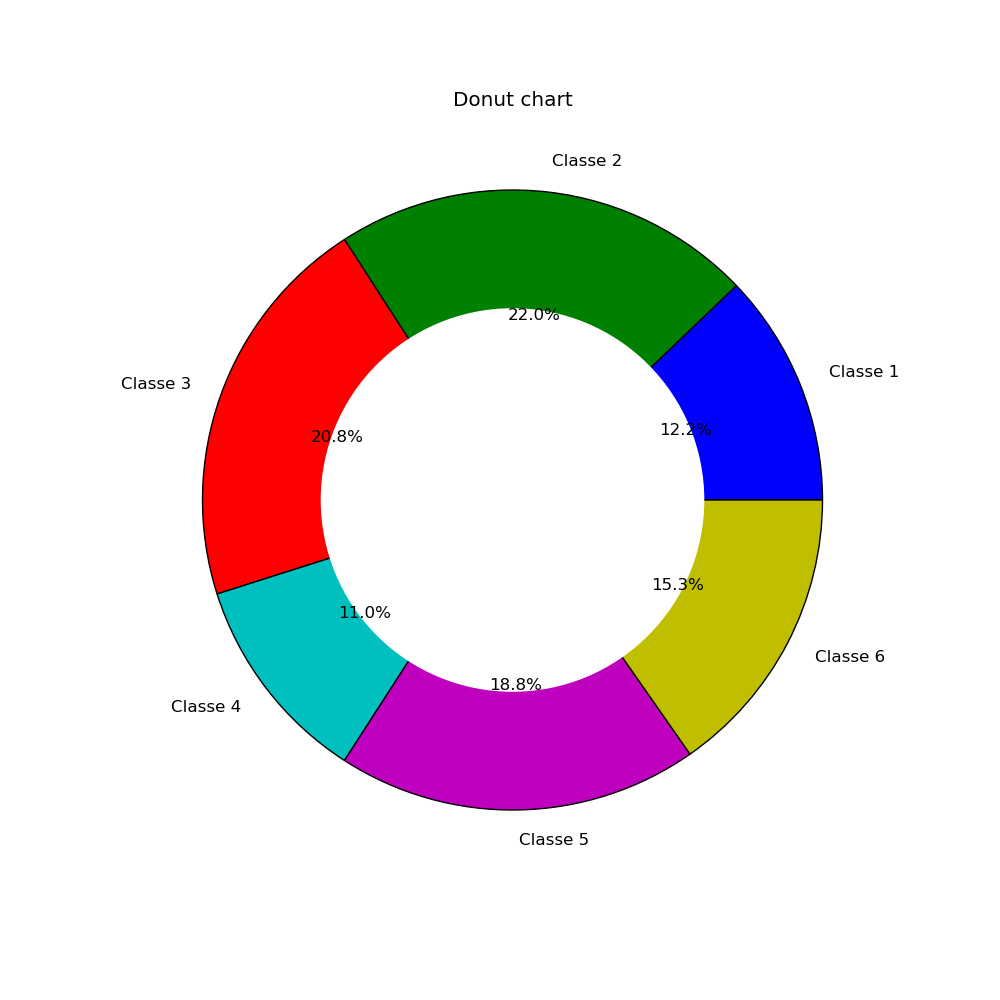 Donut chart
Classe 2
22.0%
Classe 1
Classe 3
12.2%
20.8%
15.3%
11.0%
Classe 6
18.8%
Classe 4
Classe 5